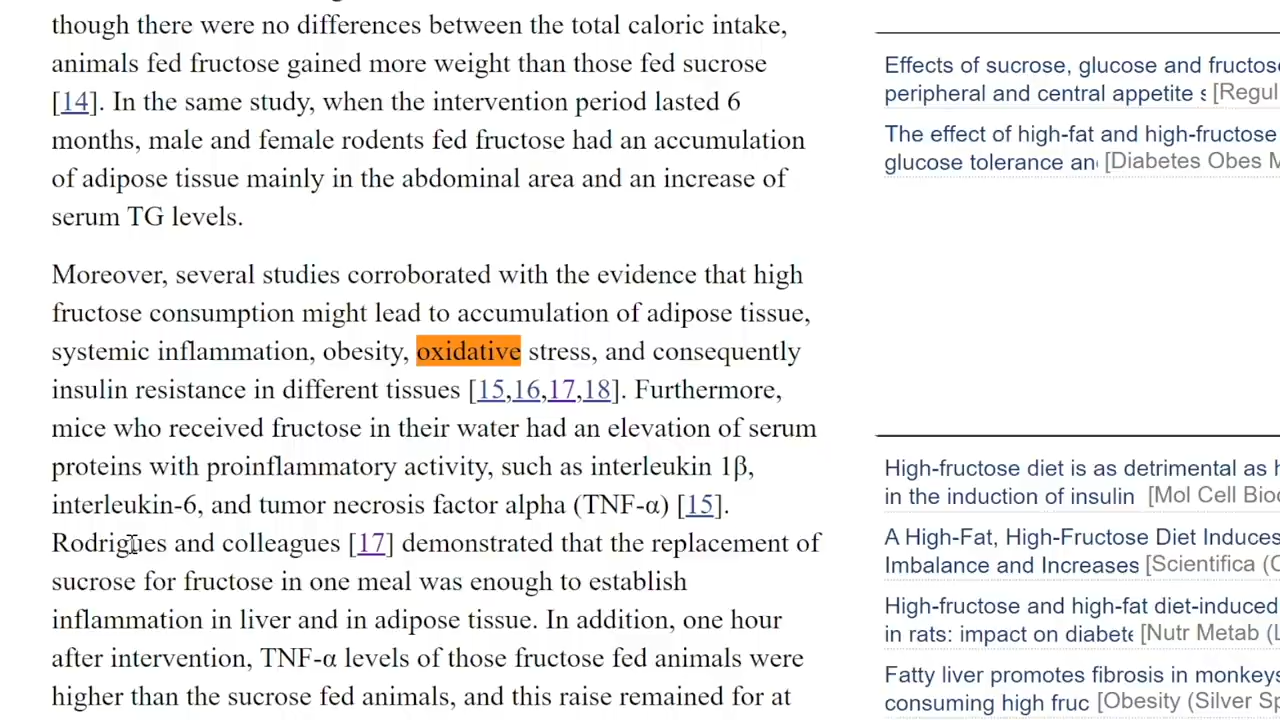 though there were no differences between the total caloric intake,
animals fed fructose gained more weight than those fed sucrose
[14]. In the same study, when the intervention period lasted 6
months, male and female rodents fed fructose had an accumulation
of adipose tissue mainly in the abdominal area and an increase of
serum TG levels.
Moreover, several studies corroborated with the evidence that high
fructose consumption might lead to accumulation of adipose tissue,
systemic inflammation, obesity, oxidative stress, and consequently
insulin resistance in different tissues [15,16,17,18]. Furthermore,
mice who received fructose in their water had an elevation of serum
proteins with proinflammatory activity, such as interleukin 1β,
interleukin-6, and tumor necrosis factor alpha (TNF-α) [15].
Rodrigues and colleagues [17] demonstrated that the replacement of
sucrose for fructose in one meal was enough to establish
inflammation in liver and in adipose tissue. In addition, one hour
after intervention, TNF-α levels of those fructose fed animals were
higher than the sucrose fed animals, and this raise remained for at
Effects of sucrose, glucose and fructose
peripheral and central appetite s [Regul
The effect of high-fat and high-fructose
glucose tolerance an [Diabetes Obes M
High-fructose diet is as detrimental as h
in the induction of insulin [Mol Cell Bioc
A High-Fat, High-Fructose Diet Induces
Imbalance and Increases [Scientifica (C
High-fructose and high-fat diet-induced
in rats: impact on diabete [Nutr Metab (L
Fatty liver promotes fibrosis in monkeys
consuming high fruc [Obesity (Silver Sp